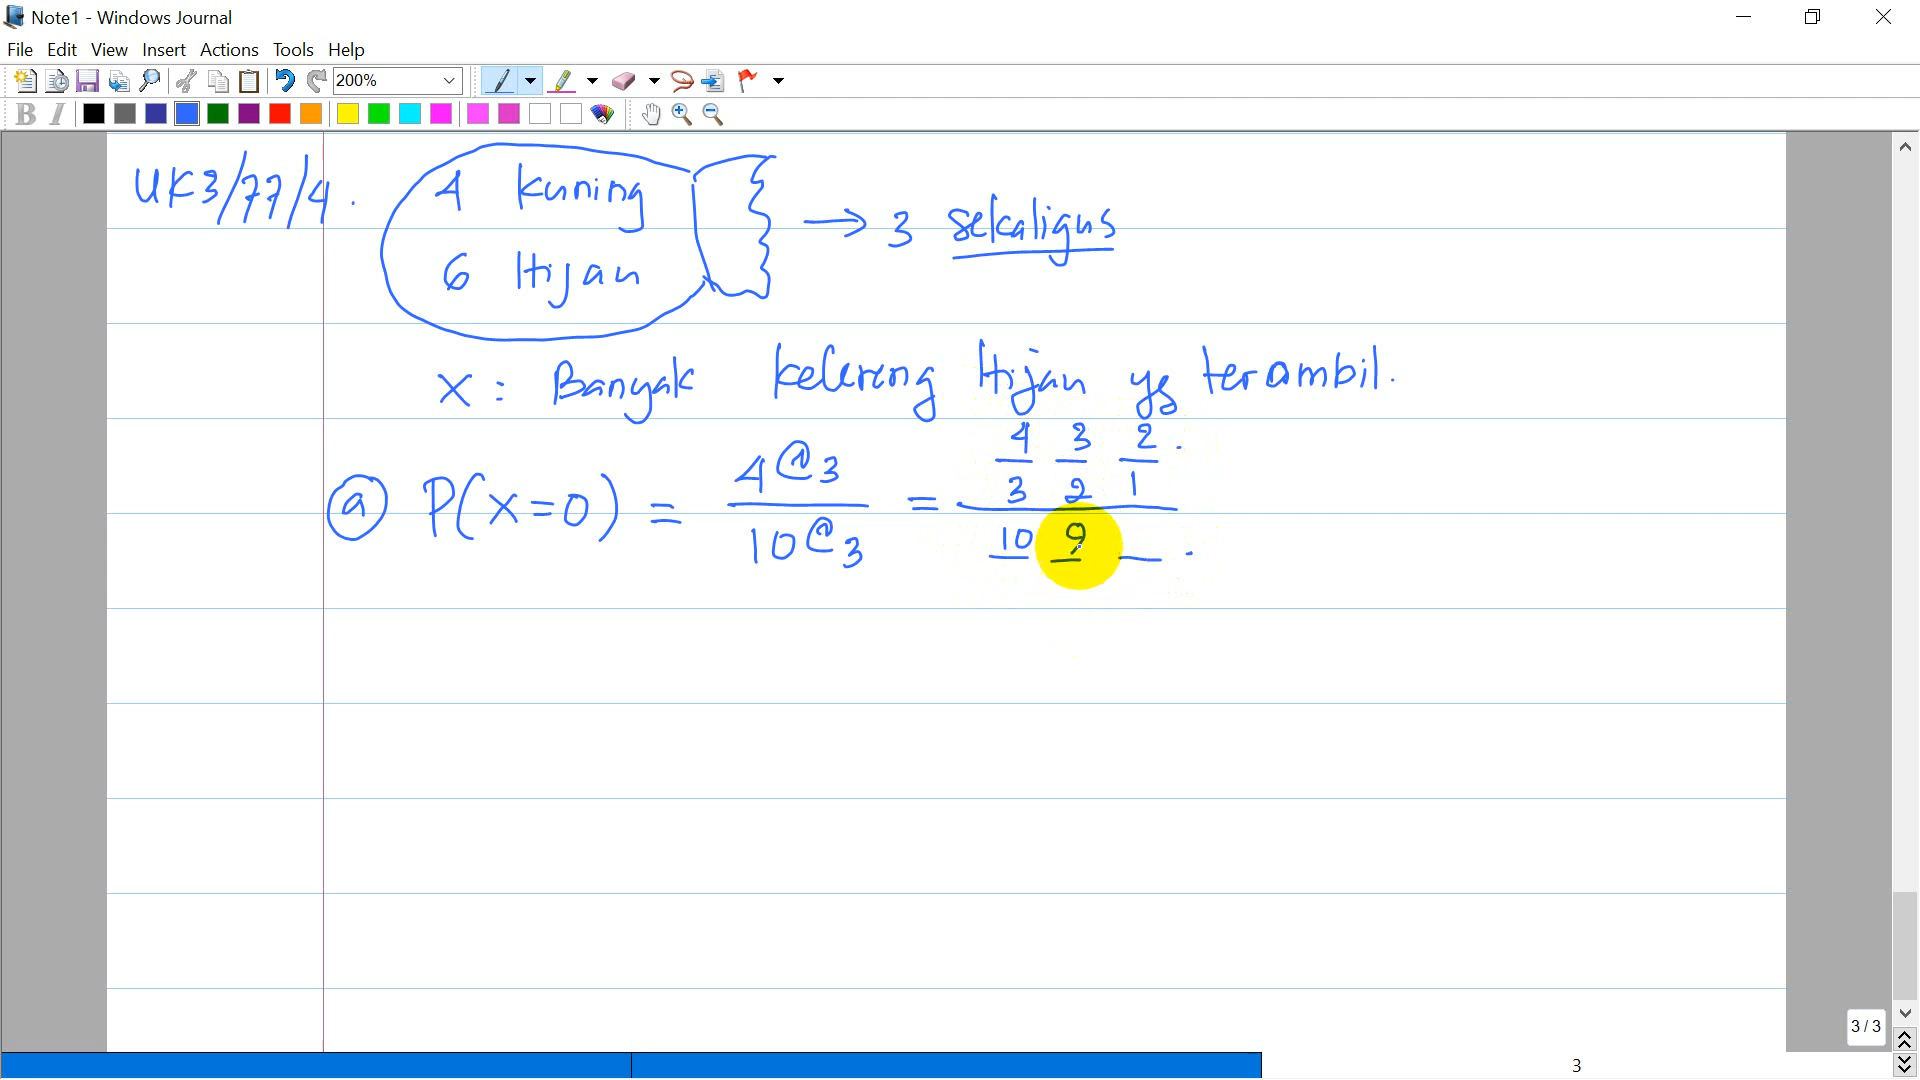 Note1 - Windows Journal
File Edit View Insert Actions Tools Help
200%
B I
UK3/77/4. 4 Kuning
6 Hijau
→ 3 sekaligus
X : Banyak kelereng Hijau yg terambil.
4 3 2 .
3 2 1
(a) P(X=0) = 4C3 / 10C3 =
10 9 _ .
3 / 3
3